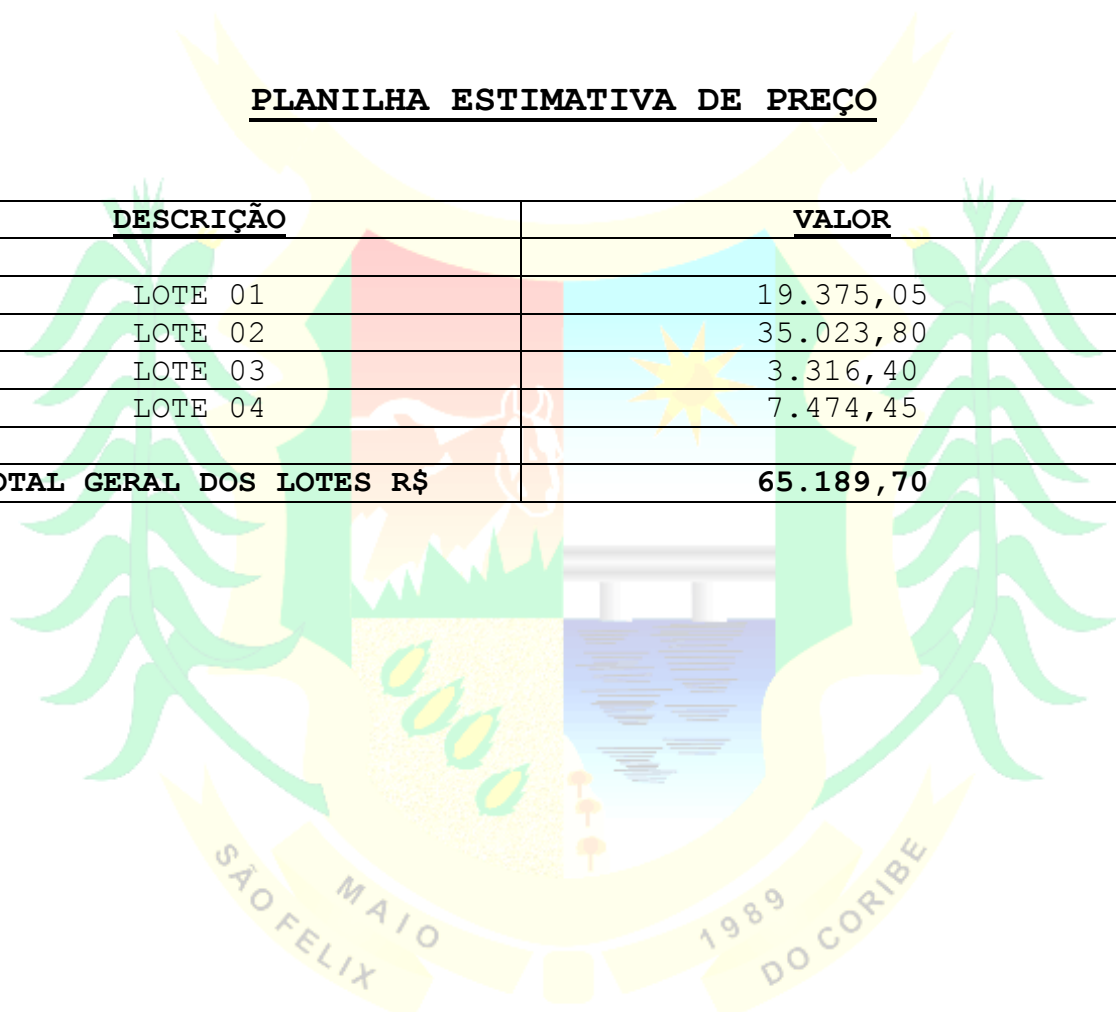 PLANILHA ESTIMATIVA DE PREÇO
DESCRIÇÃO VALOR
LOTE 01 19.375,05
LOTE 02 35.023,80
LOTE 03 3.316,40
LOTE 04 7.474,45
OTAL GERAL DOS LOTES R$ 65.189,70
SÃO FELIX MAIO 1989 DO CORIBE